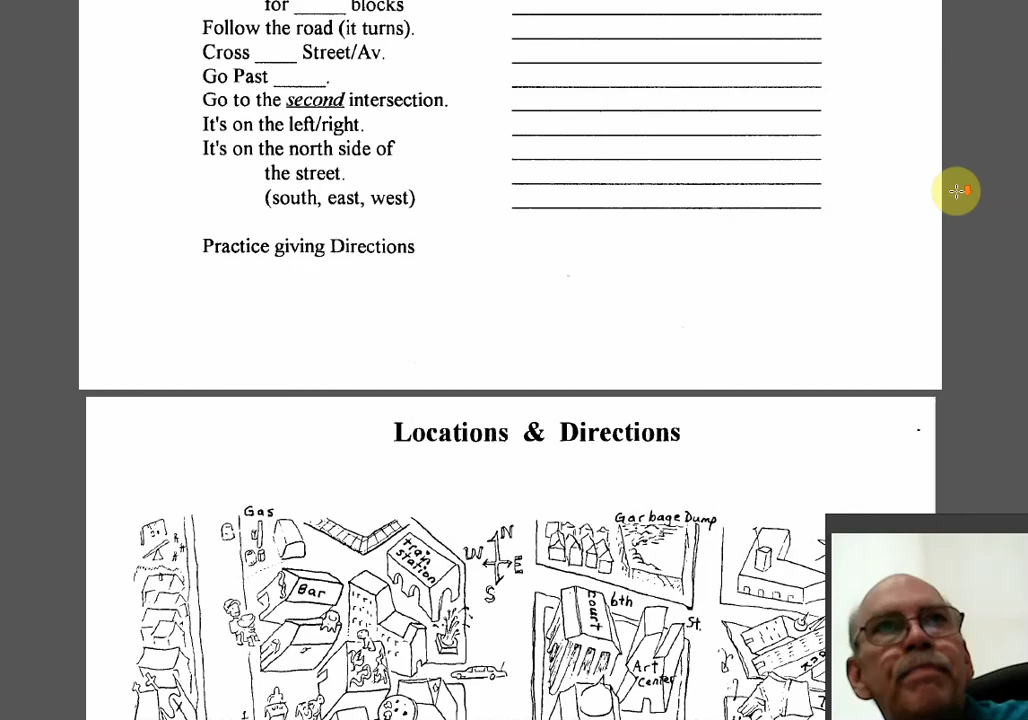 for _____ blocks
Follow the road (it turns).
Cross ____ Street/Av.
Go Past _____.
Go to the second intersection.
It's on the left/right.
It's on the north side of
the street.
(south, east, west)
Practice giving Directions
Locations & Directions
Gas
Garbage Dump
train station
N
W
E
S
Bar
court
6th
St.
Art Center